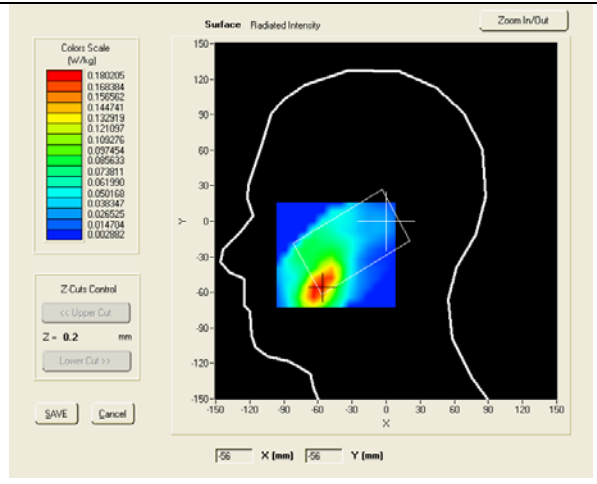 Surface Radiated Intensity
Zoom In/Out
Colors Scale
(W/kg)
0.180205
0.168384
0.156562
0.144741
0.132919
0.121097
0.109276
0.097454
0.085633
0.073811
0.061990
0.050168
0.038347
0.026525
0.014704
0.002882
Z-Cuts Control
<< Upper Cut
Z = 0.2 mm
Lower Cut >>
SAVE Cancel
150-
120-
90-
60-
30-
0-
-30-
-60-
-90-
-120-
-150-
Y
-150 -120 -90 -60 -30 0 30 60 90 120 150
X
-56 X (mm) -56 Y (mm)